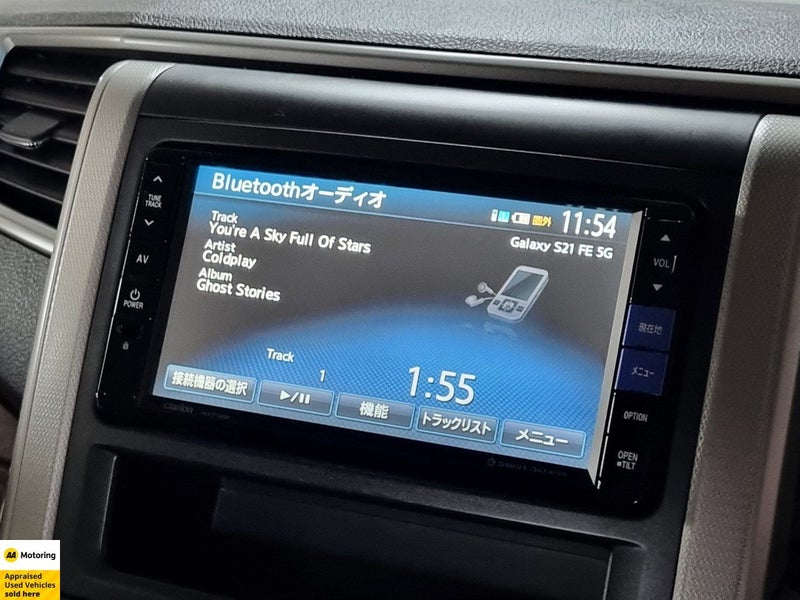 Bluetoothオーディオ
圏外 11:54
Galaxy S21 FE 5G
Track
You're A Sky Full Of Stars
Artist
Coldplay
Album
Ghost Stories
Track
1
1:55
接続機器の選択
機能
トラックリスト
メニュー
TUNE
TRACK
AV
POWER
VOL
現在地
メニュー
OPTION
OPEN
TILT
Clarion
Smart Access
AA Motoring
Appraised
Used Vehicles
sold here